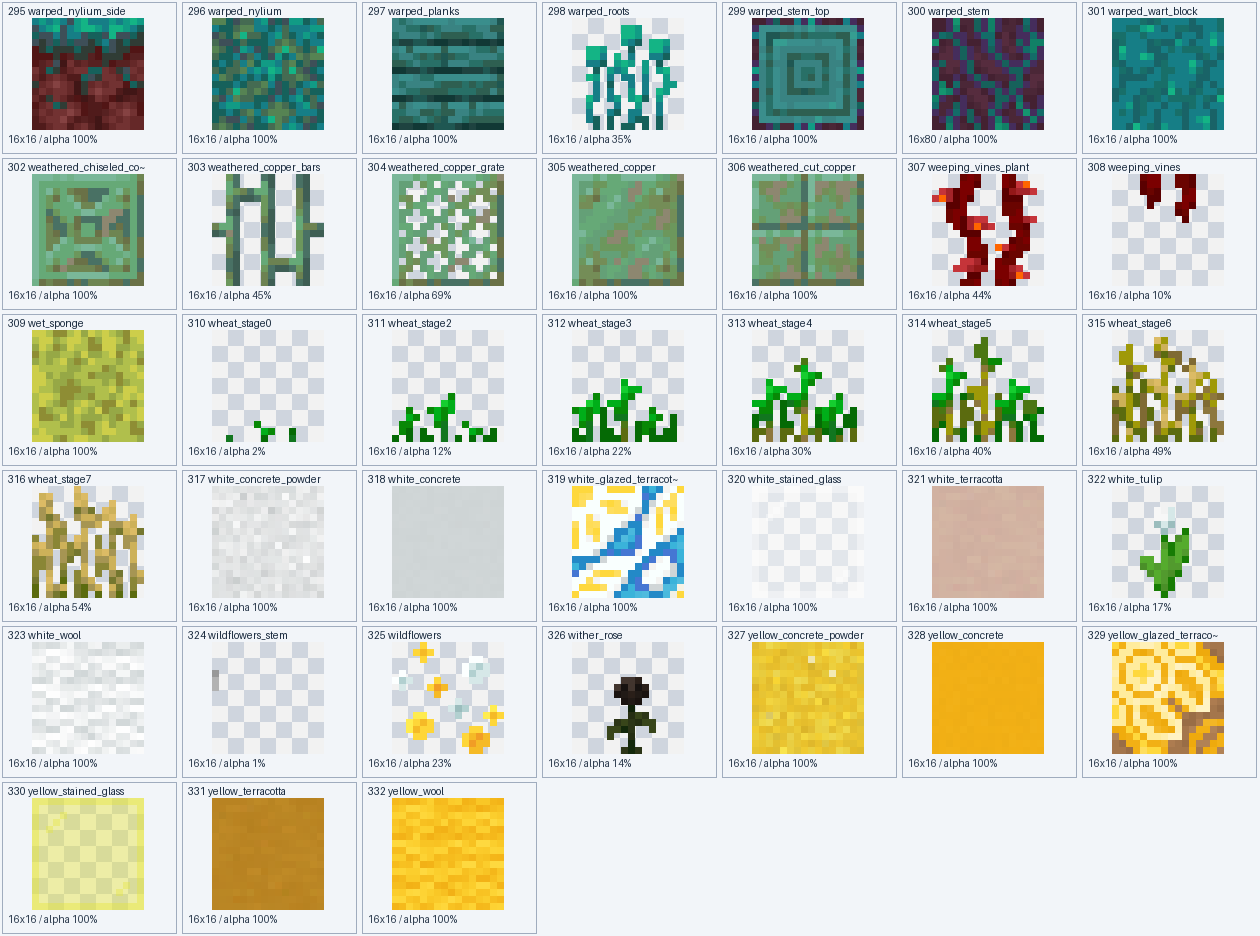 295 warped_nylium_side
16x16 / alpha 100%
296 warped_nylium
16x16 / alpha 100%
297 warped_planks
16x16 / alpha 100%
298 warped_roots
16x16 / alpha 35%
299 warped_stem_top
16x16 / alpha 100%
300 warped_stem
16x80 / alpha 100%
301 warped_wart_block
16x16 / alpha 100%
302 weathered_chiseled_co~
16x16 / alpha 100%
303 weathered_copper_bars
16x16 / alpha 45%
304 weathered_copper_grate
16x16 / alpha 69%
305 weathered_copper
16x16 / alpha 100%
306 weathered_cut_copper
16x16 / alpha 100%
307 weeping_vines_plant
16x16 / alpha 44%
308 weeping_vines
16x16 / alpha 10%
309 wet_sponge
16x16 / alpha 100%
310 wheat_stage0
16x16 / alpha 2%
311 wheat_stage2
16x16 / alpha 12%
312 wheat_stage3
16x16 / alpha 22%
313 wheat_stage4
16x16 / alpha 30%
314 wheat_stage5
16x16 / alpha 40%
315 wheat_stage6
16x16 / alpha 49%
316 wheat_stage7
16x16 / alpha 54%
317 white_concrete_powder
16x16 / alpha 100%
318 white_concrete
16x16 / alpha 100%
319 white_glazed_terracot~
16x16 / alpha 100%
320 white_stained_glass
16x16 / alpha 100%
321 white_terracotta
16x16 / alpha 100%
322 white_tulip
16x16 / alpha 17%
323 white_wool
16x16 / alpha 100%
324 wildflowers_stem
16x16 / alpha 1%
325 wildflowers
16x16 / alpha 23%
326 wither_rose
16x16 / alpha 14%
327 yellow_concrete_powder
16x16 / alpha 100%
328 yellow_concrete
16x16 / alpha 100%
329 yellow_glazed_terraco~
16x16 / alpha 100%
330 yellow_stained_glass
16x16 / alpha 100%
331 yellow_terracotta
16x16 / alpha 100%
332 yellow_wool
16x16 / alpha 100%